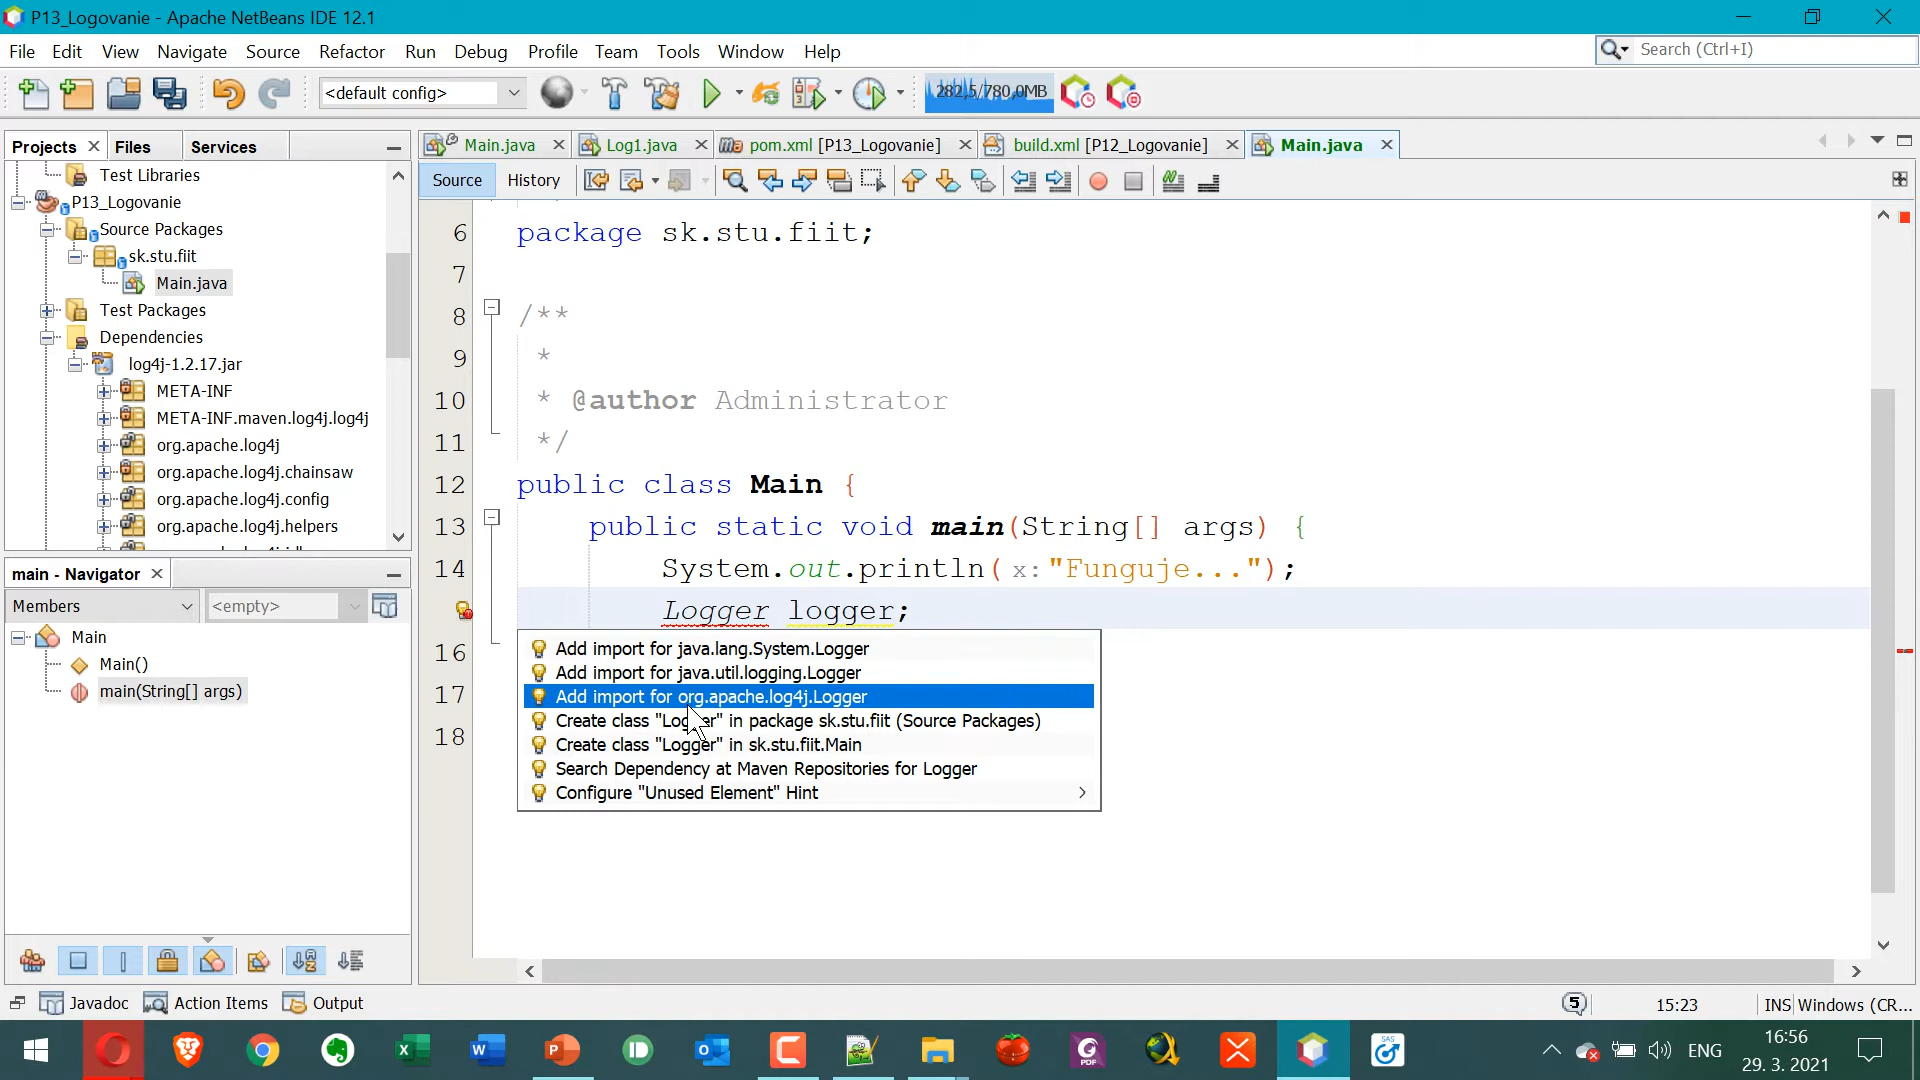 P13_Logovanie - Apache NetBeans IDE 12.1
File Edit View Navigate Source Refactor Run Debug Profile Team Tools Window Help
Search (Ctrl+I)
<default config>
282,5/780,0MB
Projects Files Services
Main.java Log1.java pom.xml [P13_Logovanie] build.xml [P12_Logovanie] Main.java
Source History
Test Libraries
P13_Logovanie
Source Packages
sk.stu.fiit
Main.java
Test Packages
Dependencies
log4j-1.2.17.jar
META-INF
META-INF.maven.log4j.log4j
org.apache.log4j
org.apache.log4j.chainsaw
org.apache.log4j.config
org.apache.log4j.helpers
6 package sk.stu.fiit;
7
8 /**
9 *
10 * @author Administrator
11 */
12 public class Main {
13 public static void main(String[] args) {
14 System.out.println( x: "Funguje...");
Logger logger;
16
17
18
Add import for java.lang.System.Logger
Add import for java.util.logging.Logger
Add import for org.apache.log4j.Logger
Create class "Logger" in package sk.stu.fiit (Source Packages)
Create class "Logger" in sk.stu.fiit.Main
Search Dependency at Maven Repositories for Logger
Configure "Unused Element" Hint
main - Navigator
Members <empty>
Main
Main()
main(String[] args)
Javadoc Action Items Output
5 15:23 INS Windows (CR...
ENG
16:56
29. 3. 2021